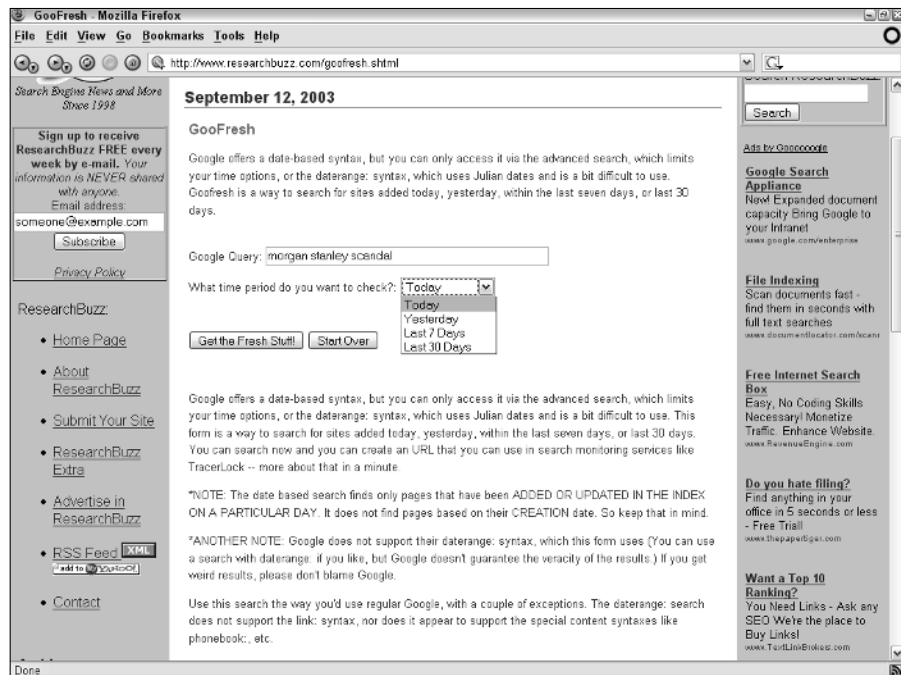 GooFresh - Mozilla Firefox
File Edit View Go Bookmarks Tools Help
http://www.researchbuzz.com/goofresh.shtml
Search Engine News and More
Since 1998
Sign up to receive
ResearchBuzz FREE every
week by e-mail. Your
information is NEVER shared
with anyone.
Email address:
someone@example.com
Subscribe
Privacy Policy
ResearchBuzz:
• Home Page
• About
ResearchBuzz
• Submit Your Site
• ResearchBuzz
Extra
• Advertise in
ResearchBuzz
• RSS Feed XML
add to My Yahoo!
• Contact
September 12, 2003
GooFresh
Google offers a date-based syntax, but you can only access it via the advanced search, which limits
your time options, or the daterange: syntax, which uses Julian dates and is a bit difficult to use.
Goofresh is a way to search for sites added today, yesterday, within the last seven days, or last 30
days.
Google Query: morgan stanley scandal
What time period do you want to check?: Today
Today
Yesterday
Last 7 Days
Last 30 Days
Get the Fresh Stuff! Start Over
Google offers a date-based syntax, but you can only access it via the advanced search, which limits
your time options, or the daterange: syntax, which uses Julian dates and is a bit difficult to use. This
form is a way to search for sites added today, yesterday, within the last seven days, or last 30 days.
You can search now and you can create an URL that you can use in search monitoring services like
TracerLock -- more about that in a minute.
*NOTE: The date based search finds only pages that have been ADDED OR UPDATED IN THE INDEX
ON A PARTICULAR DAY. It does not find pages based on their CREATION date. So keep that in mind.
*ANOTHER NOTE: Google does not support their daterange: syntax, which this form uses (You can use
a search with daterange: if you like, but Google doesn't guarantee the veracity of the results.) If you get
weird results, please don't blame Google.
Use this search the way you'd use regular Google, with a couple of exceptions. The daterange: search
does not support the link: syntax, nor does it appear to support the special content syntaxes like
phonebook:, etc.
Search ResearchBuzz
Search
Ads by Goooooogle
Google Search
Appliance
New! Expanded document
capacity Bring Google to
your Intranet
www.google.com/enterprise
File Indexing
Scan documents fast -
find them in seconds with
full text searches
www.documentlocator.com/scann
Free Internet Search
Box
Easy, No Coding Skills
Necessary! Monetize
Traffic. Enhance Website.
www.RevenueEngine.com
Do you hate filing?
Find anything in your
office in 5 seconds or less
- Free Trial!
www.thepapertiger.com
Want a Top 10
Ranking?
You Need Links - Ask any
SEO We're the place to
Buy Links!
www.TextLinkBrokers.com
Done